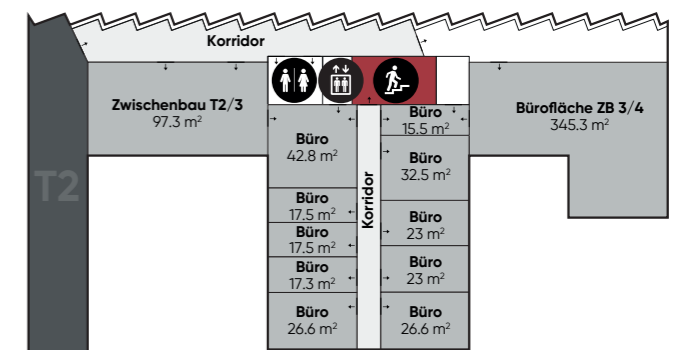 Korridor
Zwischenbau T2/3
97.3 m²
Bürofläche ZB 3/4
345.3 m²
T2
Büro
42.8 m²
Büro
17.5 m²
Büro
17.5 m²
Büro
17.3 m²
Büro
26.6 m²
Korridor
Büro
15.5 m²
Büro
32.5 m²
Büro
23 m²
Büro
23 m²
Büro
26.6 m²